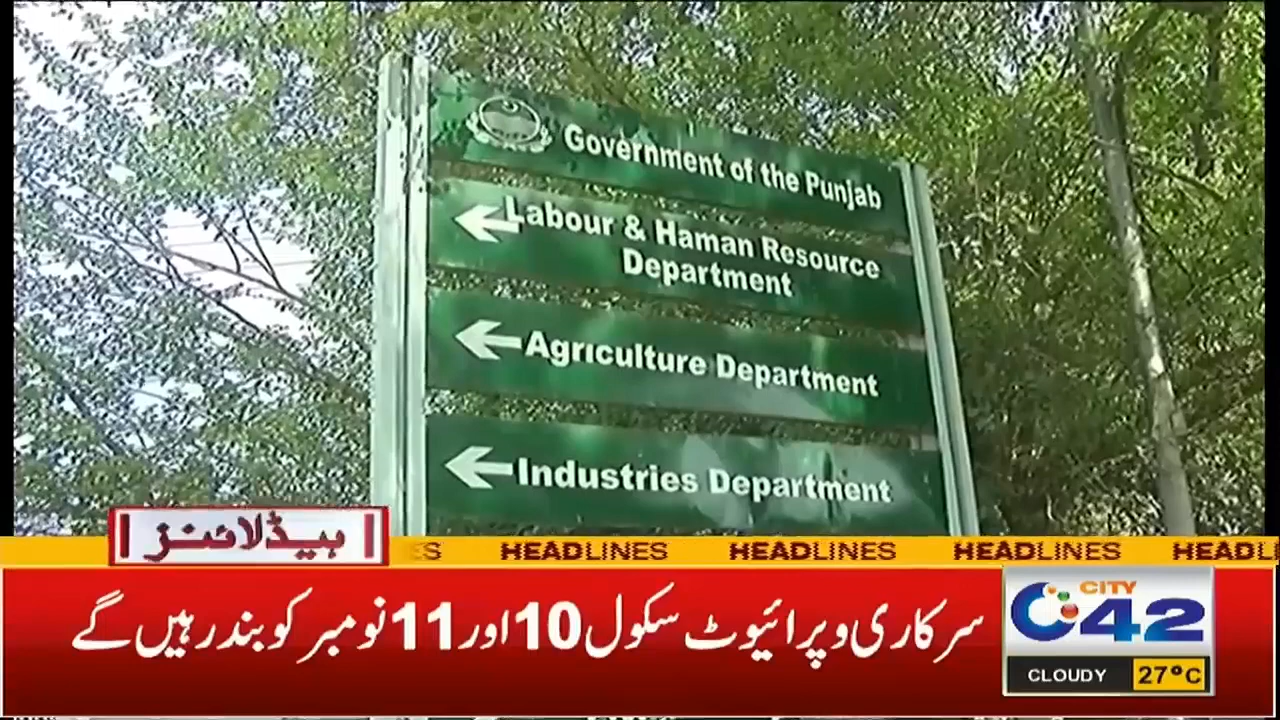 Government of the Punjab
Labour & Haman Resource
Department
Agriculture Department
Industries Department
ہیڈلائنز
ES HEADLINES HEADLINES HEADLINES HEADL
سرکاری و پرائیوٹ سکول 10 اور 11 نومبر کو بند رہیں گے
CITY
42
CLOUDY 27°C